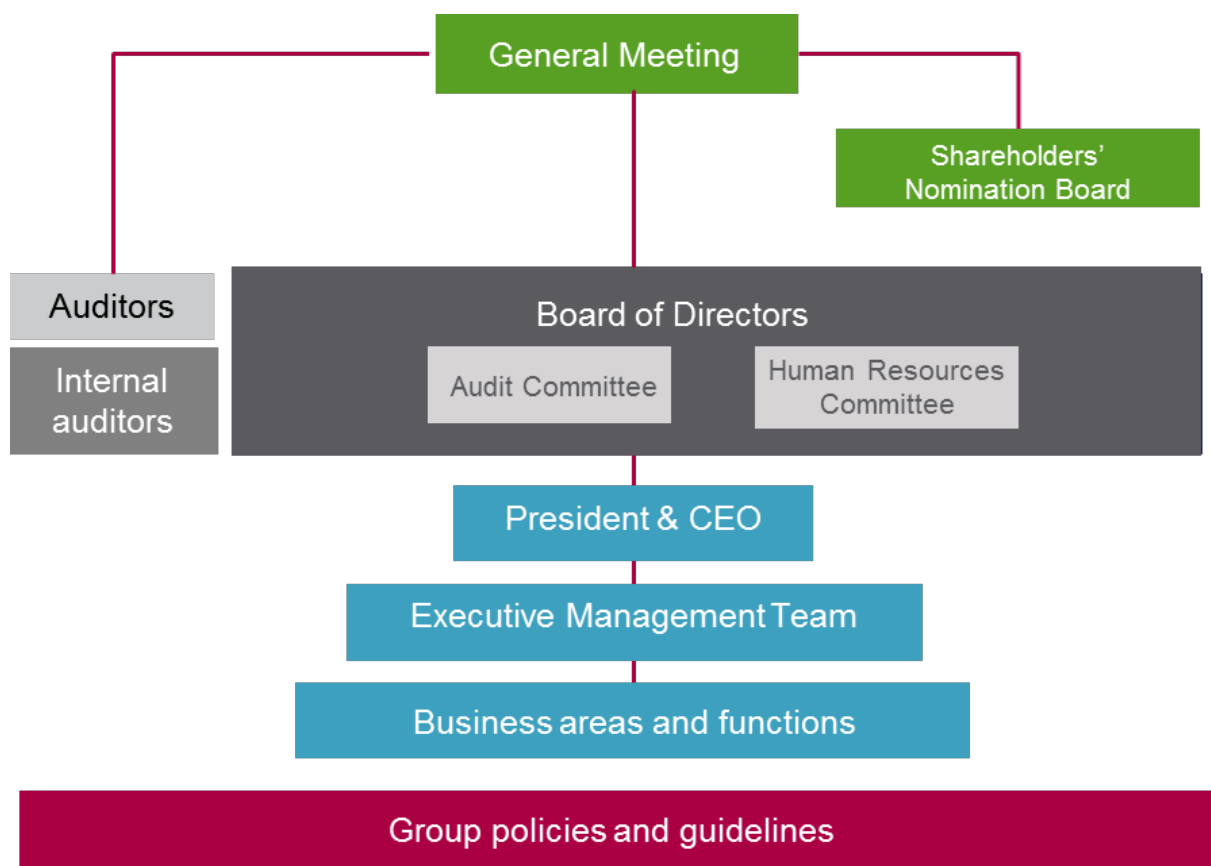 General Meeting
Shareholders’
Nomination Board
Auditors
Internal
auditors
Board of Directors
Audit Committee
Human Resources
Committee
President & CEO
Executive Management Team
Business areas and functions
Group policies and guidelines